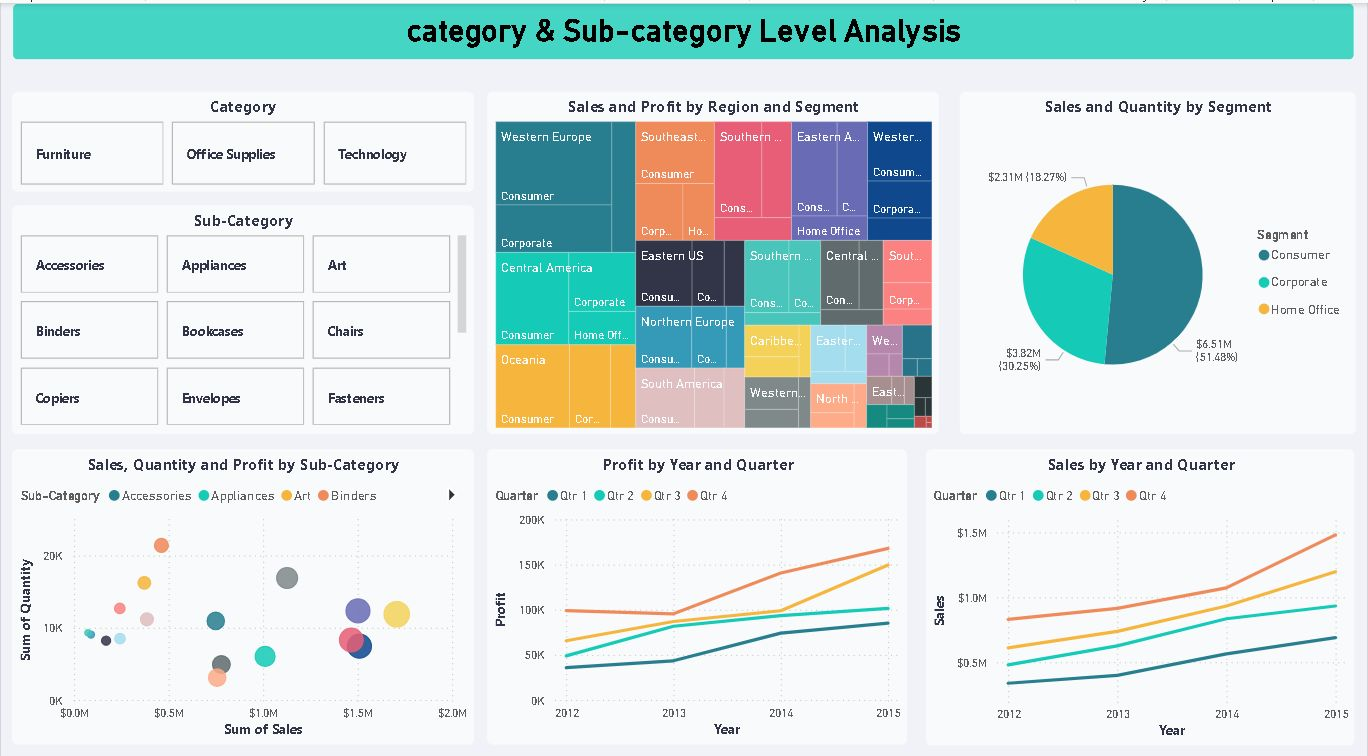 category & Sub-category Level Analysis
Category
Furniture
Office Supplies
Technology
Sub-Category
Accessories
Appliances
Art
Binders
Bookcases
Chairs
Copiers
Envelopes
Fasteners
Sales and Profit by Region and Segment
Western Europe
Consumer
Corporate
Central America
Corporate
Consumer
Home Off...
Oceania
Consumer
Cor...
Southeast...
Consumer
Corp...
Ho...
Southern ...
Cons...
Eastern A...
Cons...
C...
Home Office
Wester...
Consum...
Corpora...
Eastern US
Consu...
Co...
Northern Europe
Consu...
Co...
South America
Consu...
Southern ...
Cons...
Co...
Central ...
Con...
Sout...
Corp...
Caribbe...
Easter...
We...
Western...
North ...
East...
Sales and Quantity by Segment
$2.31M (18.27%)
$3.82M
(30.25%)
$6.51M
(51.48%)
Segment
Consumer
Corporate
Home Office
Sales, Quantity and Profit by Sub-Category
Sub-Category Accessories Appliances Art Binders
Sum of Quantity
20K
10K
0K
$0.0M $0.5M $1.0M $1.5M $2.0M
Sum of Sales
Profit by Year and Quarter
Quarter Qtr 1 Qtr 2 Qtr 3 Qtr 4
Profit
200K
150K
100K
50K
0K
2012 2013 2014 2015
Year
Sales by Year and Quarter
Quarter Qtr 1 Qtr 2 Qtr 3 Qtr 4
Sales
$1.5M
$1.0M
$0.5M
2012 2013 2014 2015
Year